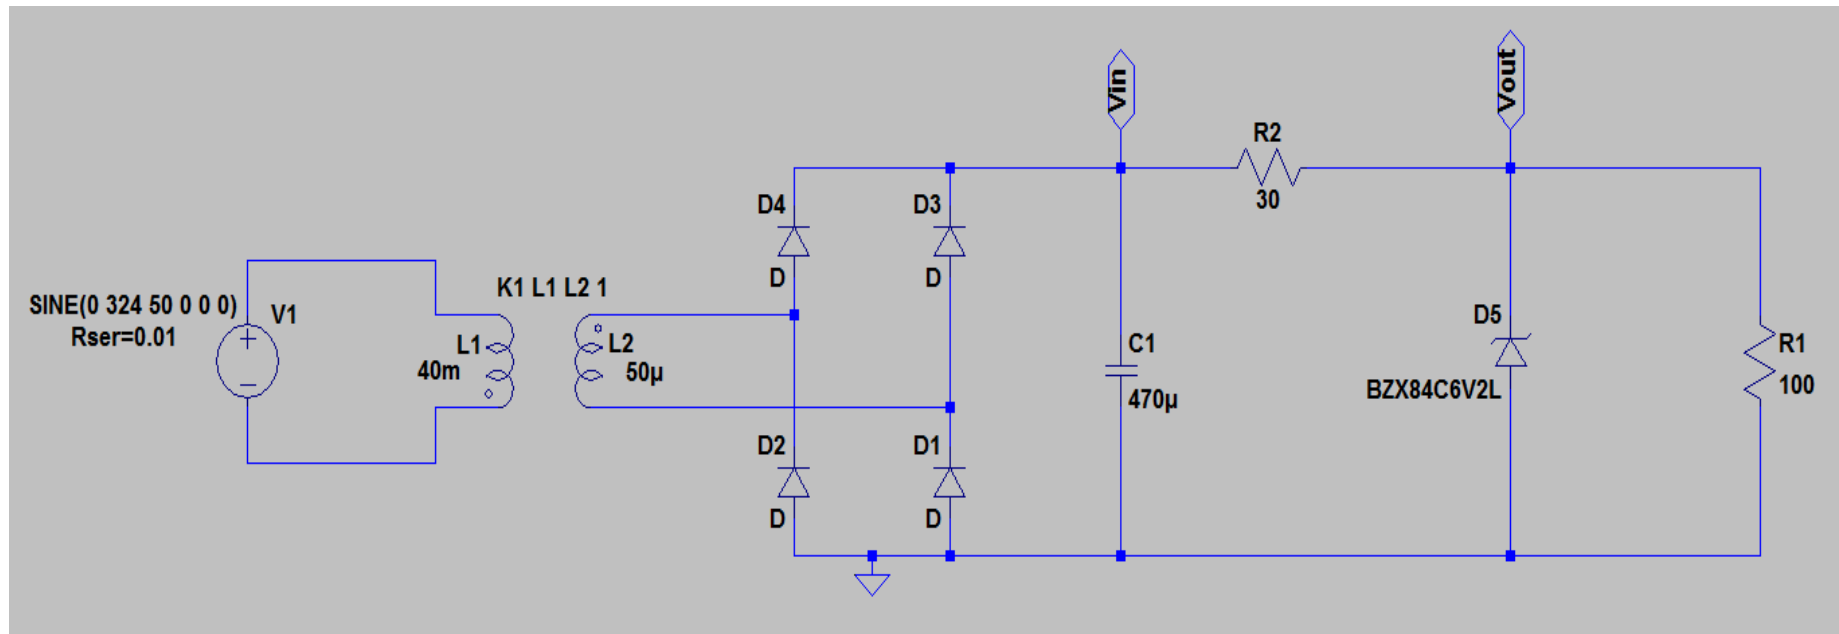 Vin
Vout
R2
30
D4
D
D3
D
K1 L1 L2 1
SINE(0 324 50 0 0 0)
Rser=0.01
V1
L1
40m
L2
50µ
C1
470µ
D5
BZX84C6V2L
R1
100
D2
D
D1
D